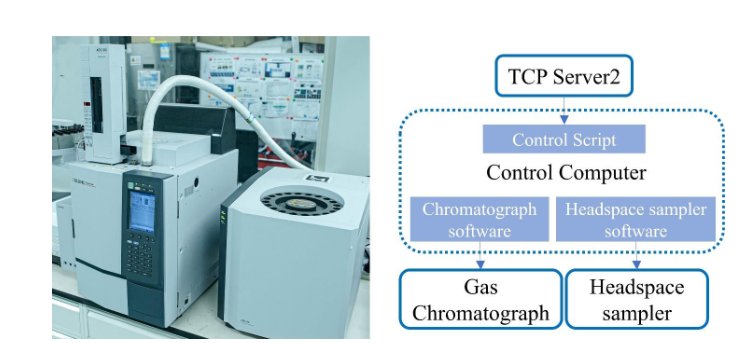 TCP Server2
Control Script
Control Computer
Chromatograph
software
Headspace sampler
software
Gas
Chromatograph
Headspace
sampler